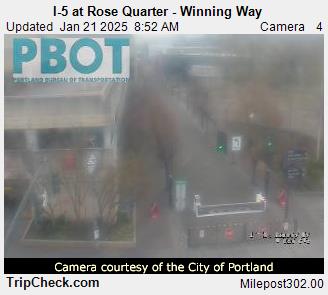 I-5 at Rose Quarter - Winning Way
Updated Jan 21 2025 8:52 AM Camera 4
PBOT
PORTLAND BUREAU OF TRANSPORTATION
Camera courtesy of the City of Portland
TripCheck.com Milepost302.00